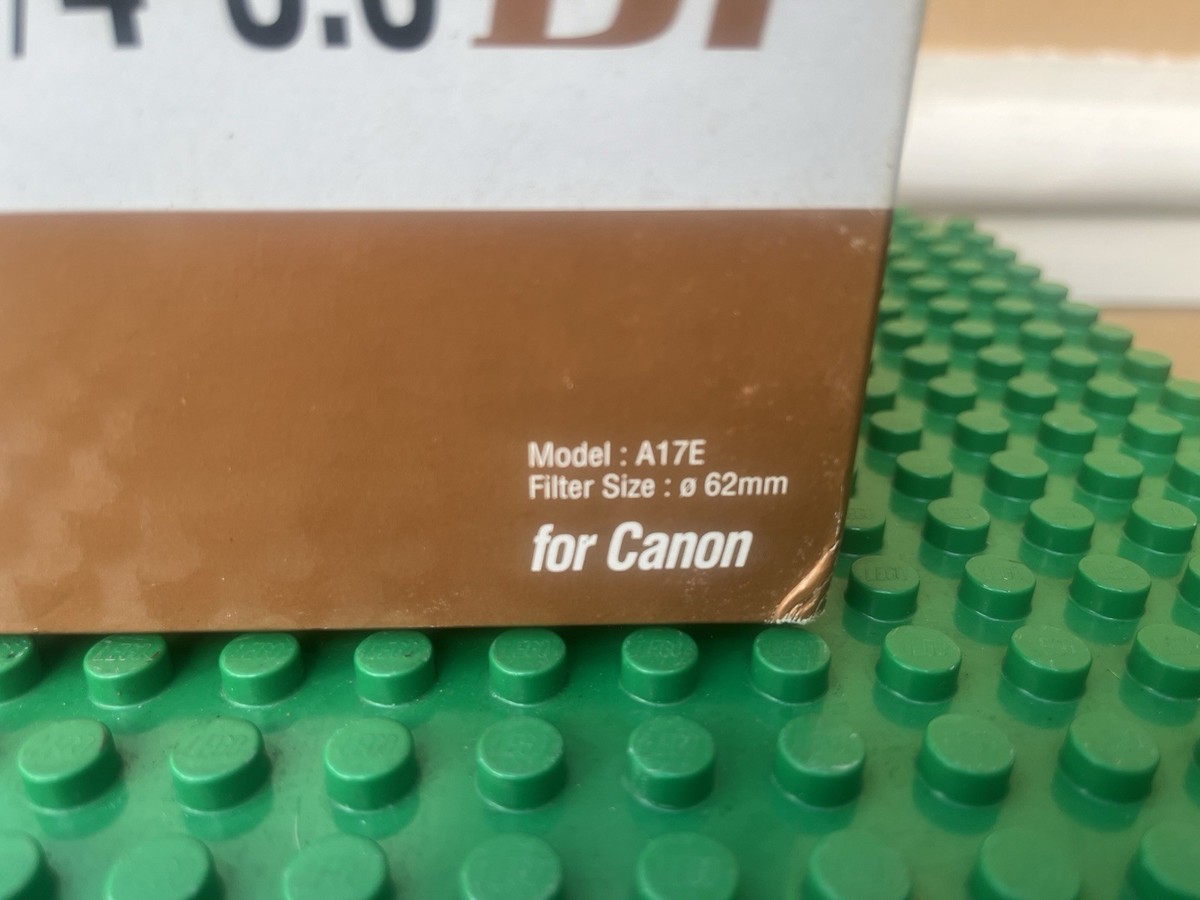 Model : A17E
Filter Size : ø 62mm
for Canon